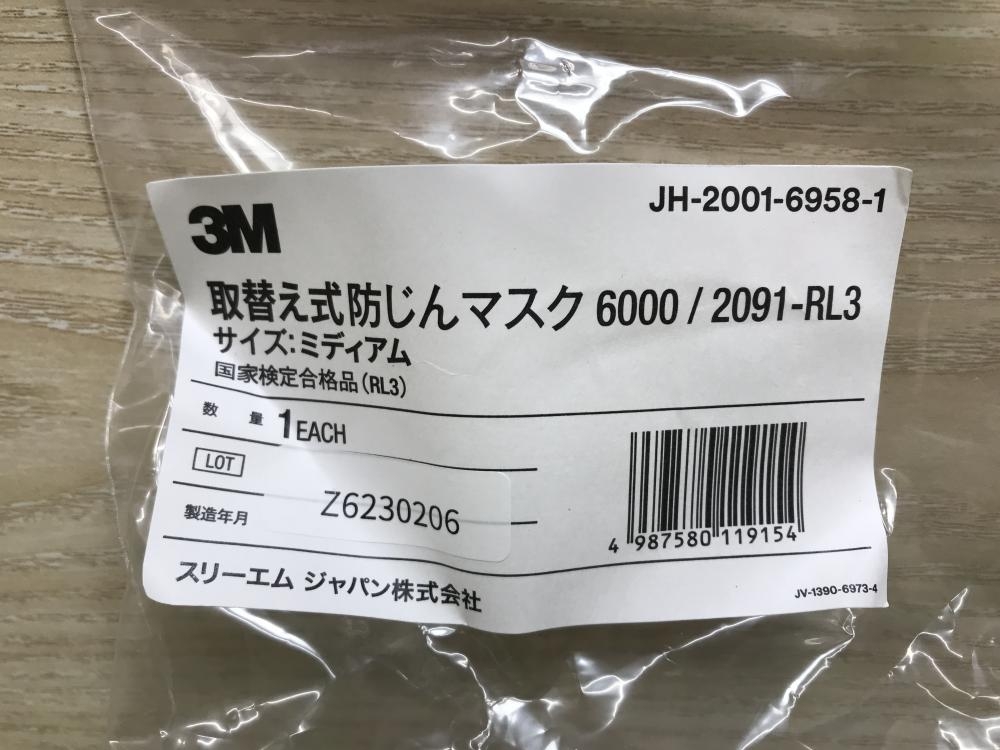 JH-2001-6958-1
3M
取替え式防じんマスク 6000 / 2091-RL3
サイズ:ミディアム
国家検定合格品(RL3)
数 量 1 EACH
LOT
Z6230206
製造年月
4 987580 119154
スリーエム ジャパン株式会社
JV-1390-6973-4